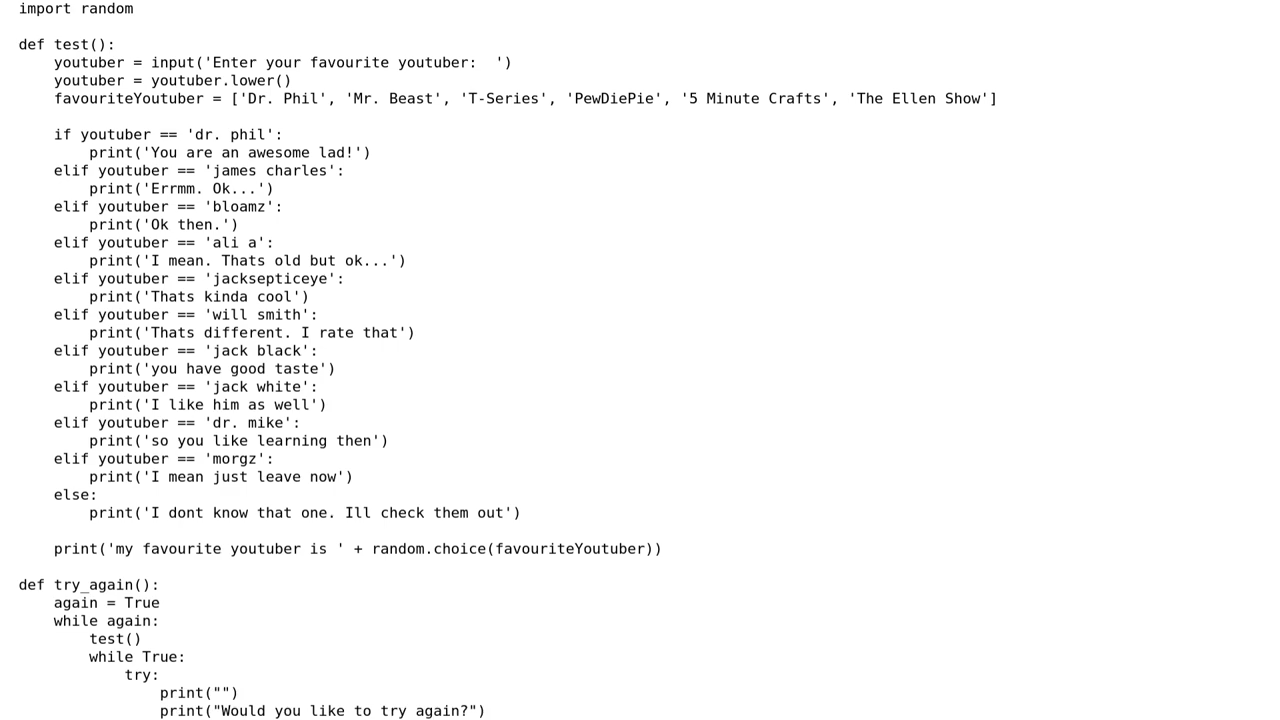 import random

def test():
    youtuber = input('Enter your favourite youtuber:  ')
    youtuber = youtuber.lower()
    favouriteYoutuber = ['Dr. Phil', 'Mr. Beast', 'T-Series', 'PewDiePie', '5 Minute Crafts', 'The Ellen Show']

    if youtuber == 'dr. phil':
        print('You are an awesome lad!')
    elif youtuber == 'james charles':
        print('Errmm. Ok...')
    elif youtuber == 'bloamz':
        print('Ok then.')
    elif youtuber == 'ali a':
        print('I mean. Thats old but ok...')
    elif youtuber == 'jacksepticeye':
        print('Thats kinda cool')
    elif youtuber == 'will smith':
        print('Thats different. I rate that')
    elif youtuber == 'jack black':
        print('you have good taste')
    elif youtuber == 'jack white':
        print('I like him as well')
    elif youtuber == 'dr. mike':
        print('so you like learning then')
    elif youtuber == 'morgz':
        print('I mean just leave now')
    else:
        print('I dont know that one. Ill check them out')

    print('my favourite youtuber is ' + random.choice(favouriteYoutuber))

def try_again():
    again = True
    while again:
        test()
        while True:
            try:
                print("")
                print("Would you like to try again?")